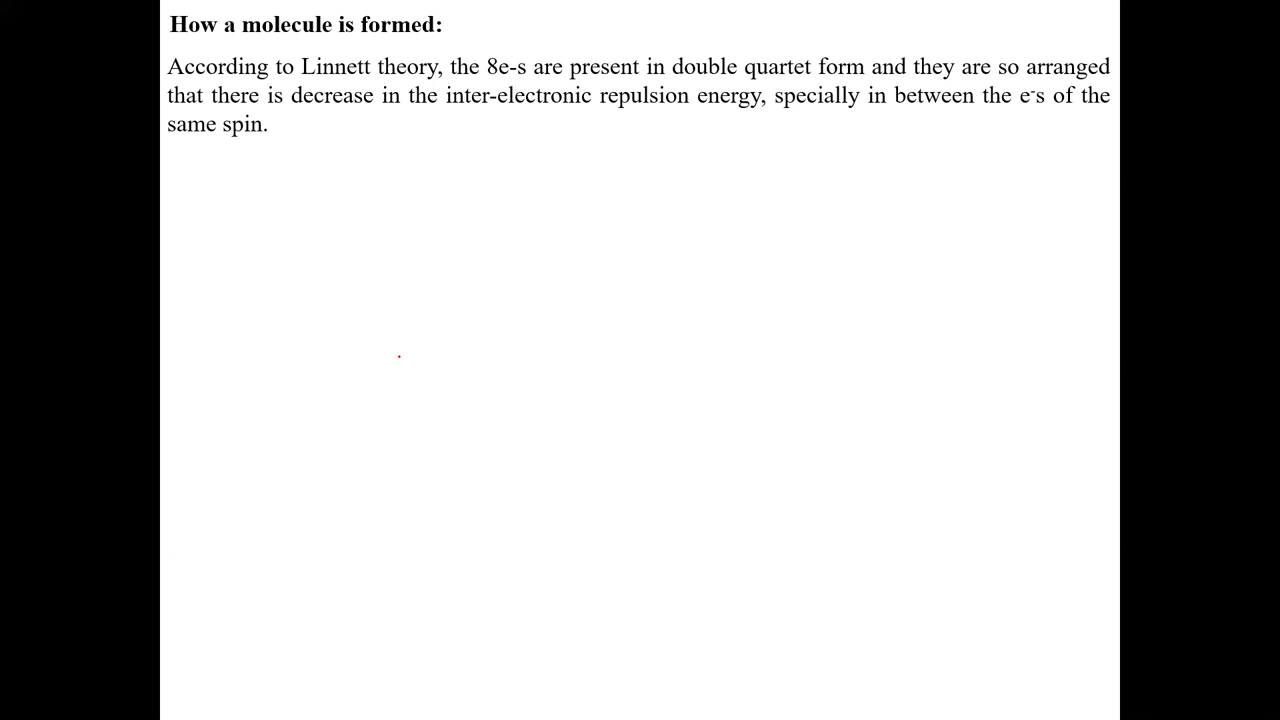 How a molecule is formed:
According to Linnett theory, the 8e-s are present in double quartet form and they are so arranged
that there is decrease in the inter-electronic repulsion energy, specially in between the e⁻s of the
same spin.